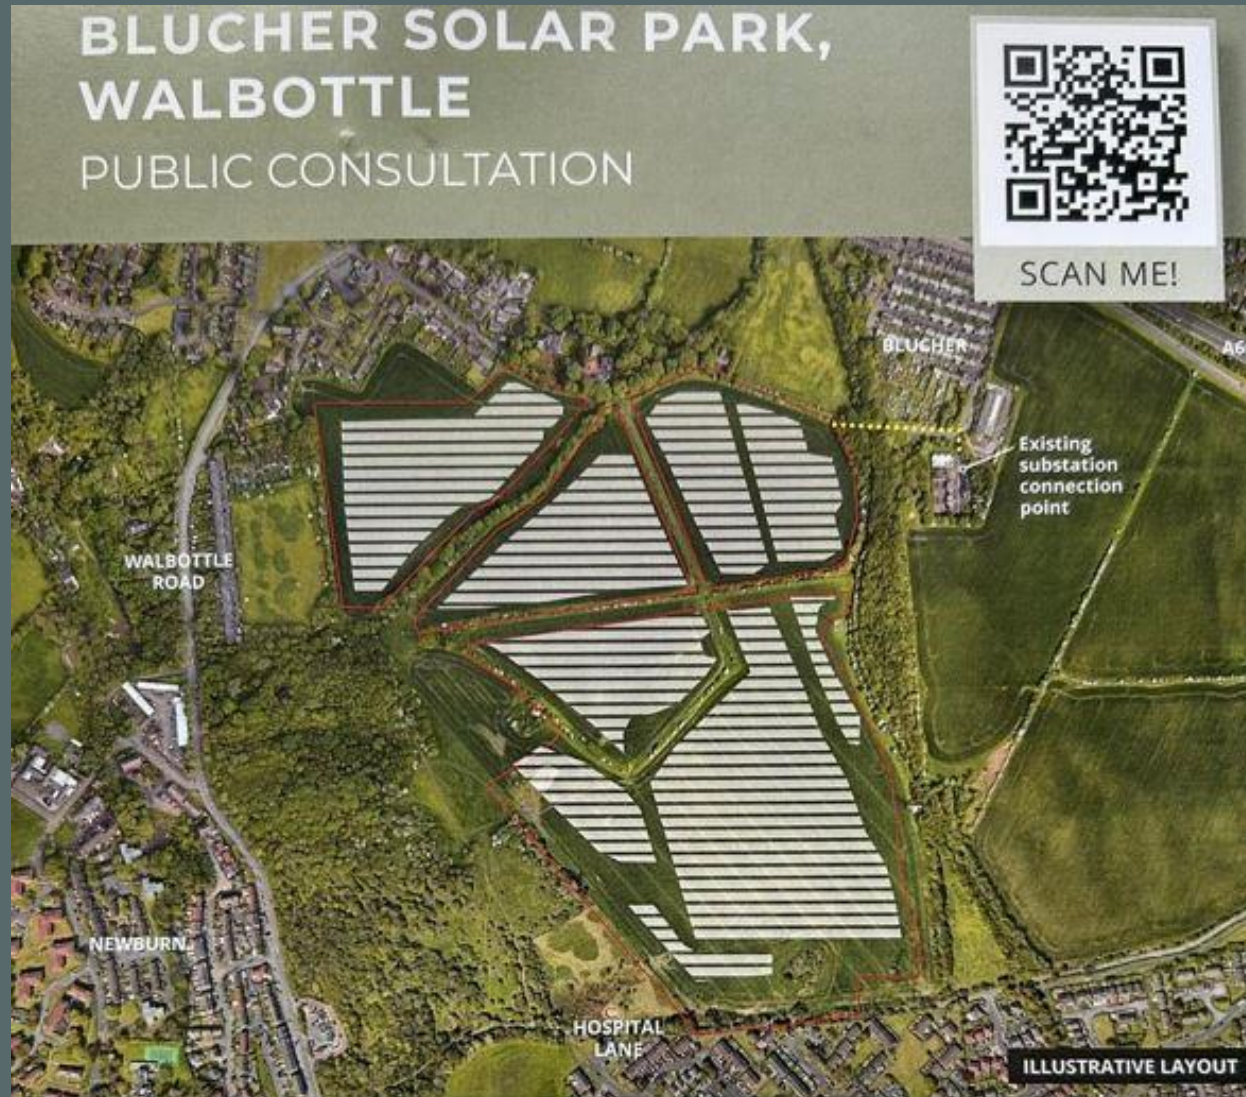 BLUCHER SOLAR PARK,
WALBOTTLE
PUBLIC CONSULTATION
SCAN ME!
BLUCHER
A6
Existing
substation
connection
point
WALBOTTLE
ROAD
NEWBURN
HOSPITAL
LANE
ILLUSTRATIVE LAYOUT